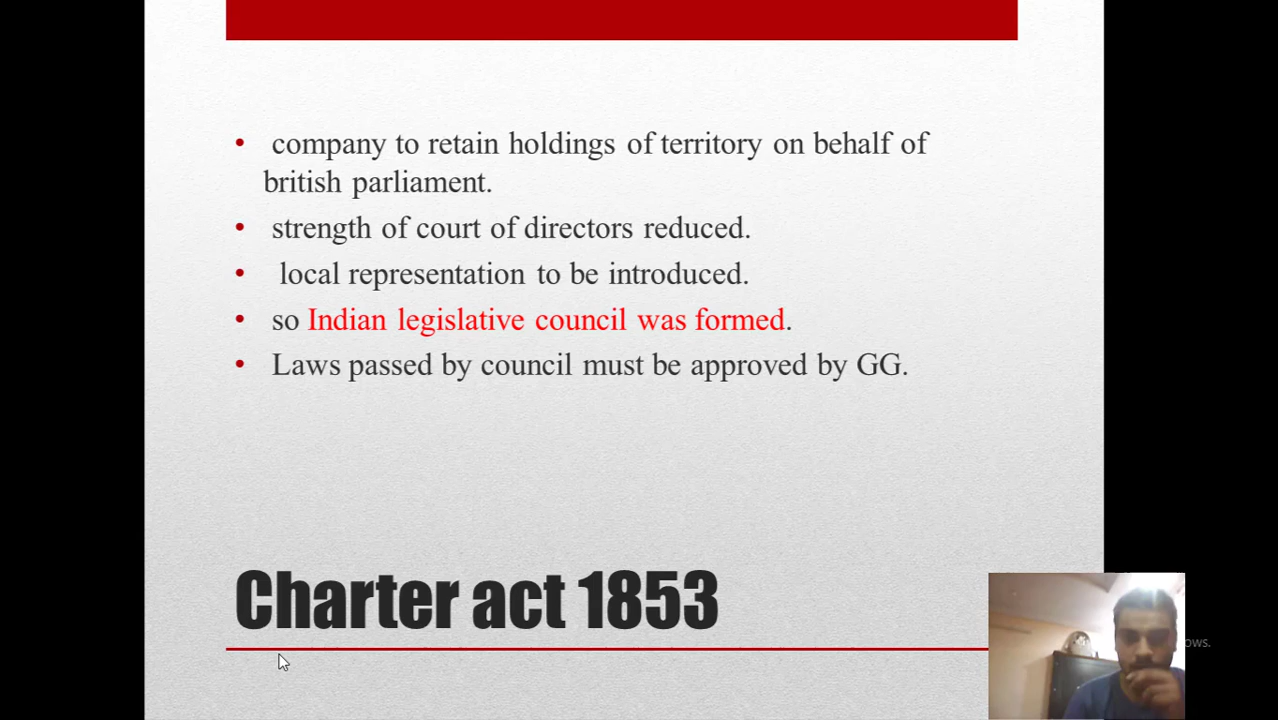 • company to retain holdings of territory on behalf of
british parliament.
• strength of court of directors reduced.
• local representation to be introduced.
• so Indian legislative council was formed.
• Laws passed by council must be approved by GG.
Charter act 1853
ows.